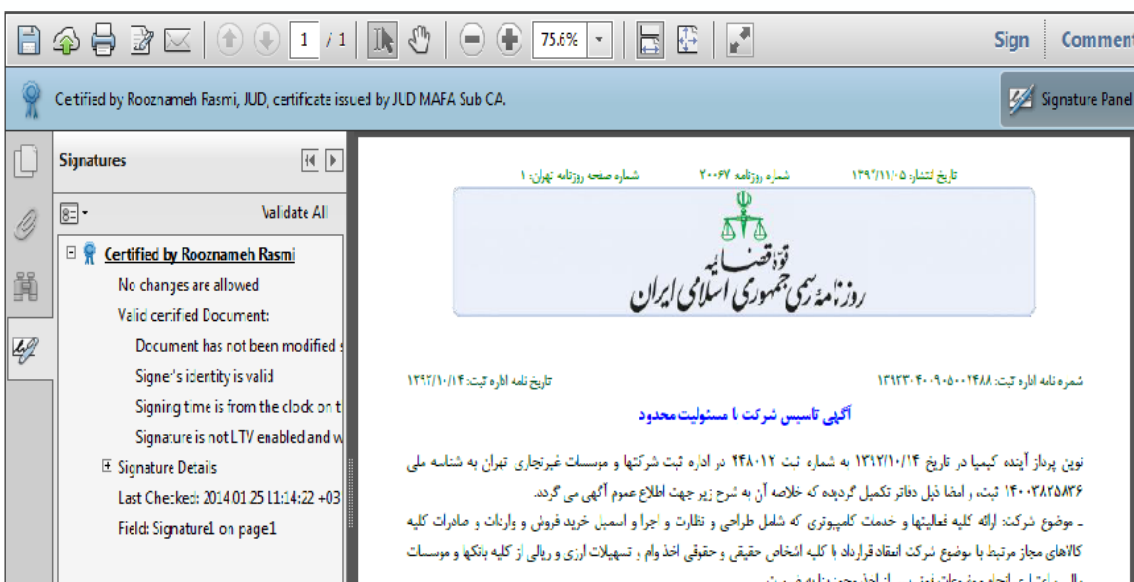 1 / 1
75.6%
Sign
Comment
Certified by Rooznameh Rasmi, JUD, certificate issued by JUD MAFA Sub CA.
Signature Panel
Signatures
Validate All
Certified by Rooznameh Rasmi
No changes are allowed
Valid certified Document:
Document has not been modified s
Signer's identity is valid
Signing time is from the clock on t
Signature is not LTV enabled and w
Signature Details
Last Checked: 2014.01.25 11:14:22 +03
Field: Signature1 on page1
تاریخ انتشار: ۱۳۹۲/۱۱/۰۵ شماره روزنامه: ۲۰۰۶۷ شماره صفحه روزنامه تهران: ۱
قوّه قضائیه
روزنامه رسمی جمهوری اسلامی ایران
شماره نامه اداره ثبت: ۱۳۹۲۳۰۴۰۰۹۰۵۰۰۲۴۸۸ تاریخ نامه اداره ثبت: ۱۳۹۲/۱۰/۱۴
آگهی تاسیس شرکت با مسئولیت محدود
نوین پرداز آینده کیمیا در تاریخ ۱۳۹۲/۱۰/۱۴ به شماره ثبت ۴۴۸۰۱۲ در اداره ثبت شرکتها و موسسات غیرتجاری تهران به شناسه ملی
۱۴۰۰۳۸۲۵۸۳۶ ثبت، و امضا ذیل دفاتر تکمیل گردیده که خلاصه آن به شرح زیر جهت اطلاع عموم آگهی می گردد.
ـ موضوع شرکت: ارائه کلیه فعالیتها و خدمات کامپیوتری که شامل طراحی و نظارت و اجرا و اسمبل خرید فروش و واردات و صادرات کلیه
کالاهای مجاز مرتبط با موضوع شرکت انعقاد قرارداد با کلیه اشخاص حقیقی و حقوقی اخذ وام و تسهیلات ارزی و ریالی از کلیه بانکها و موسسات